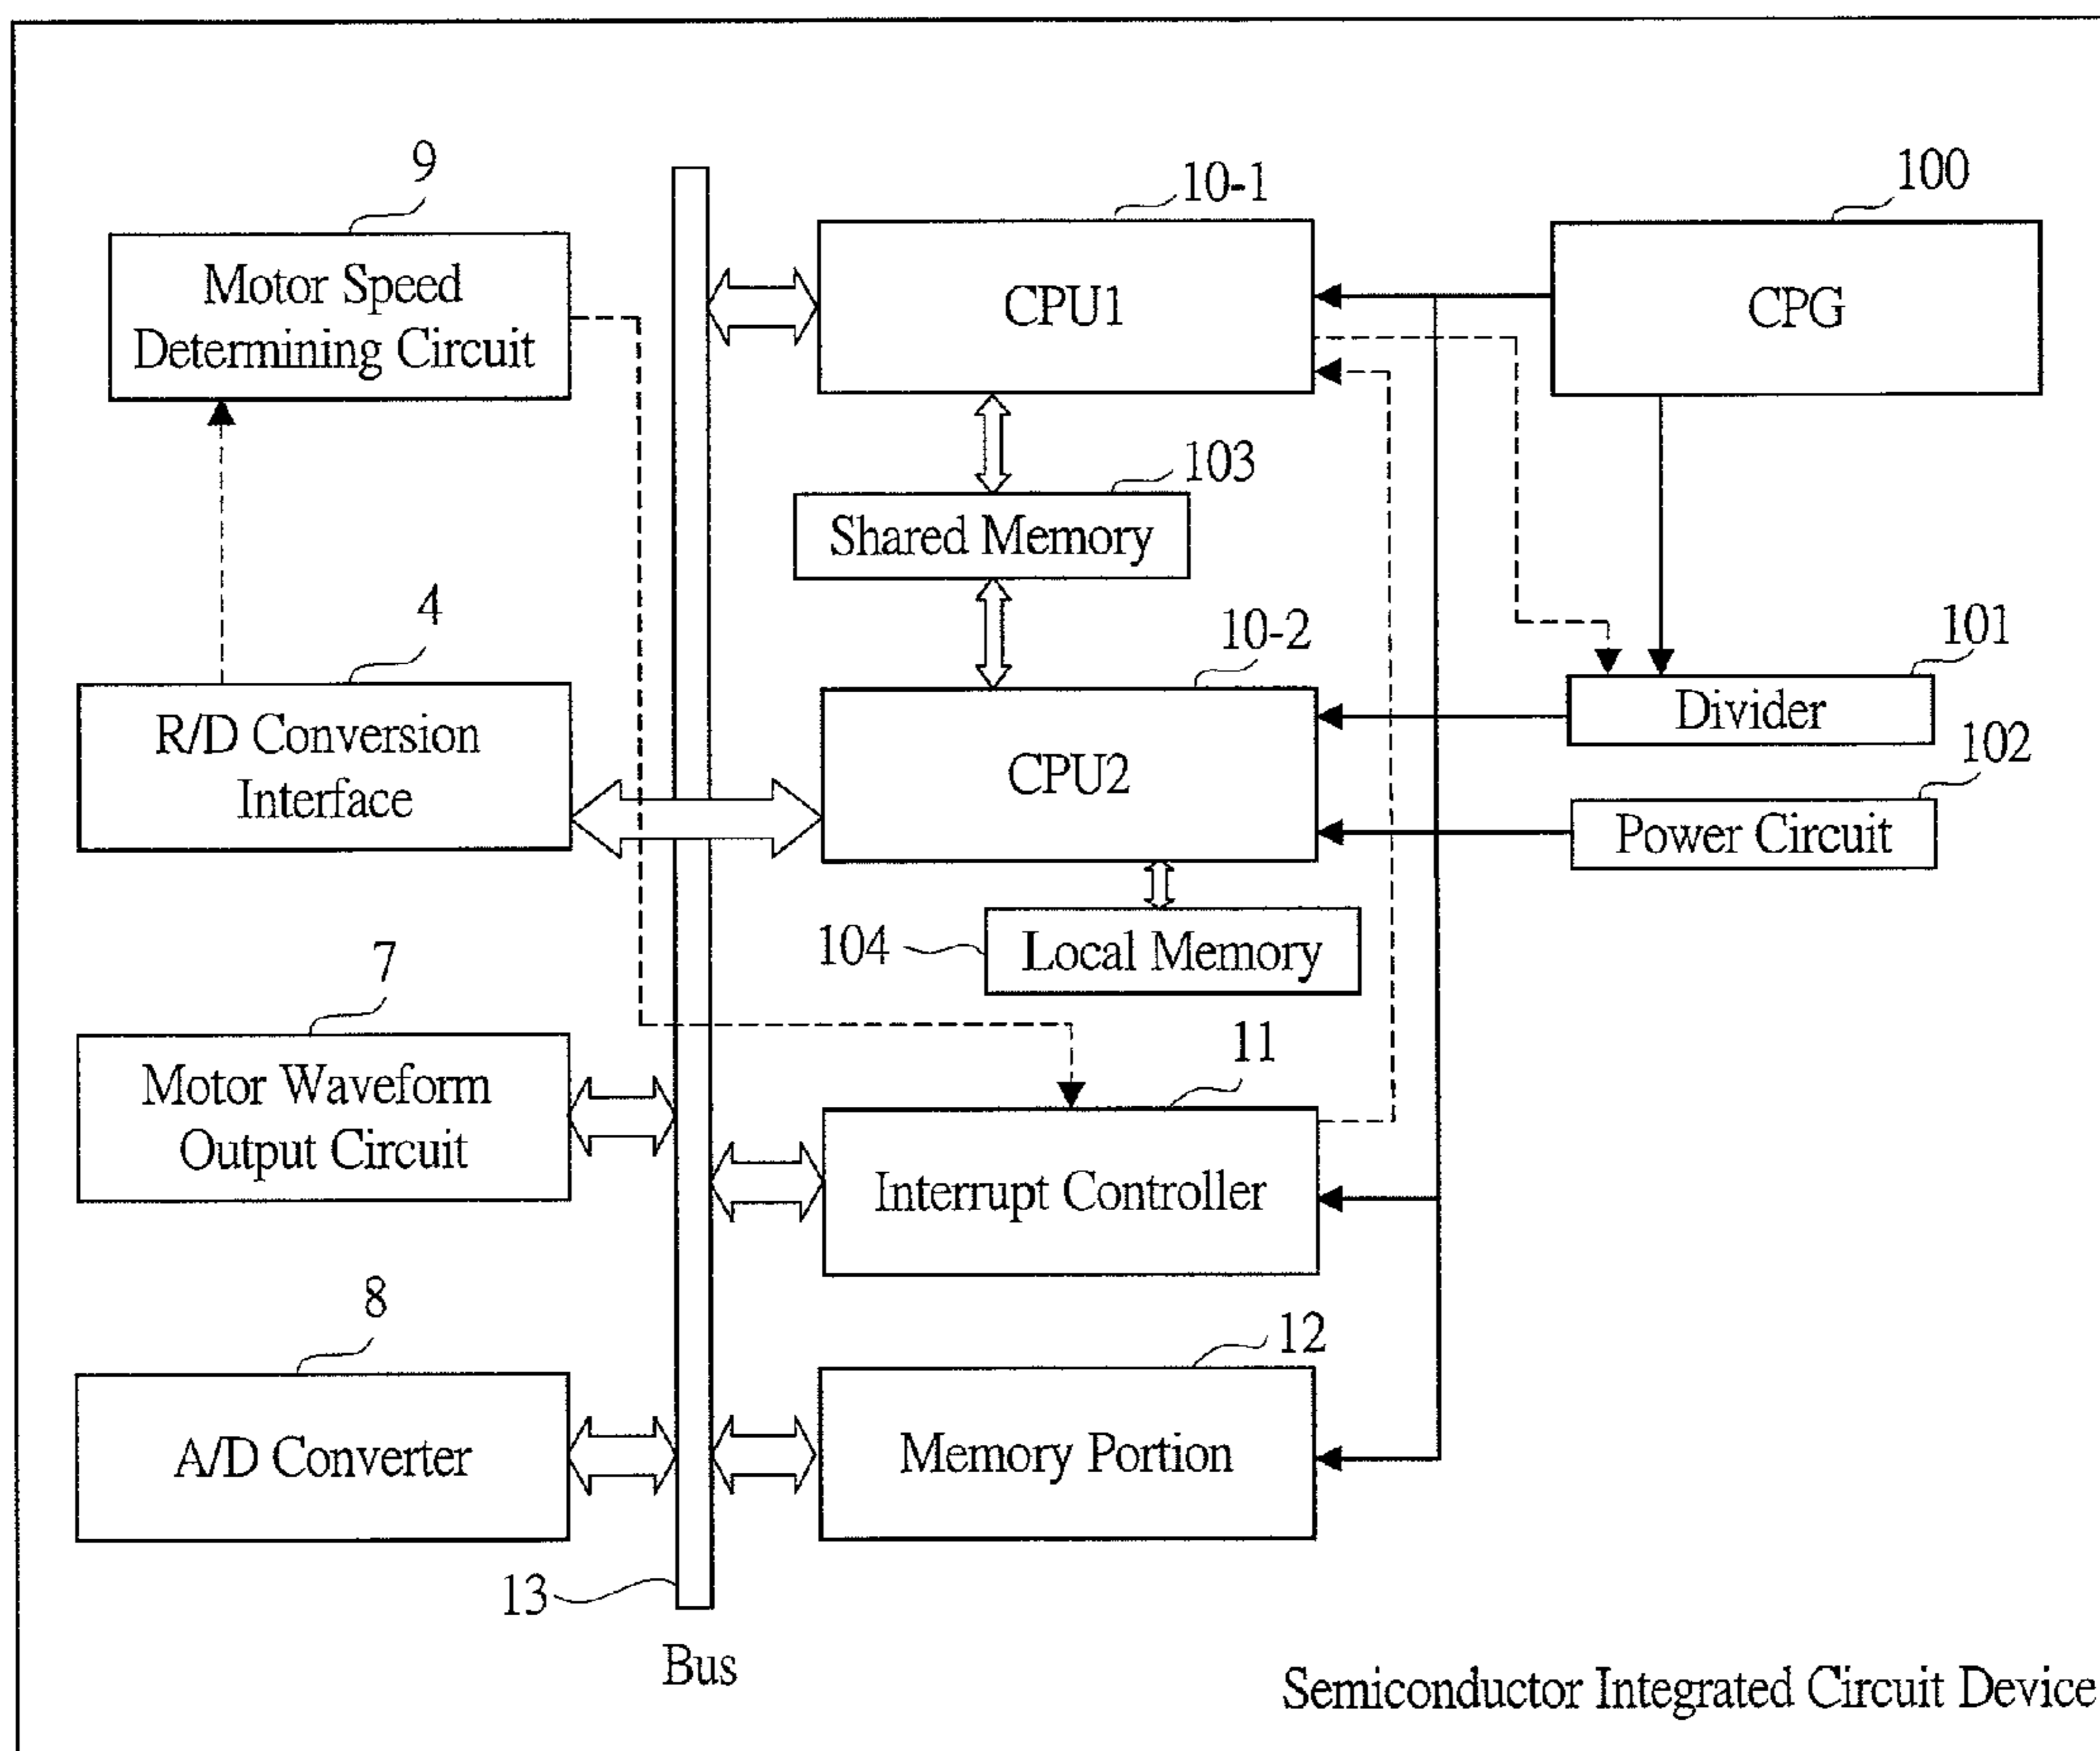 9
Motor Speed
Determining Circuit
10-1
CPU1
100
CPG
103
Shared Memory
4
R/D Conversion
Interface
10-2
CPU2
101
Divider
102
Power Circuit
104
Local Memory
7
Motor Waveform
Output Circuit
11
Interrupt Controller
8
A/D Converter
12
Memory Portion
13
Bus
Semiconductor Integrated Circuit Device